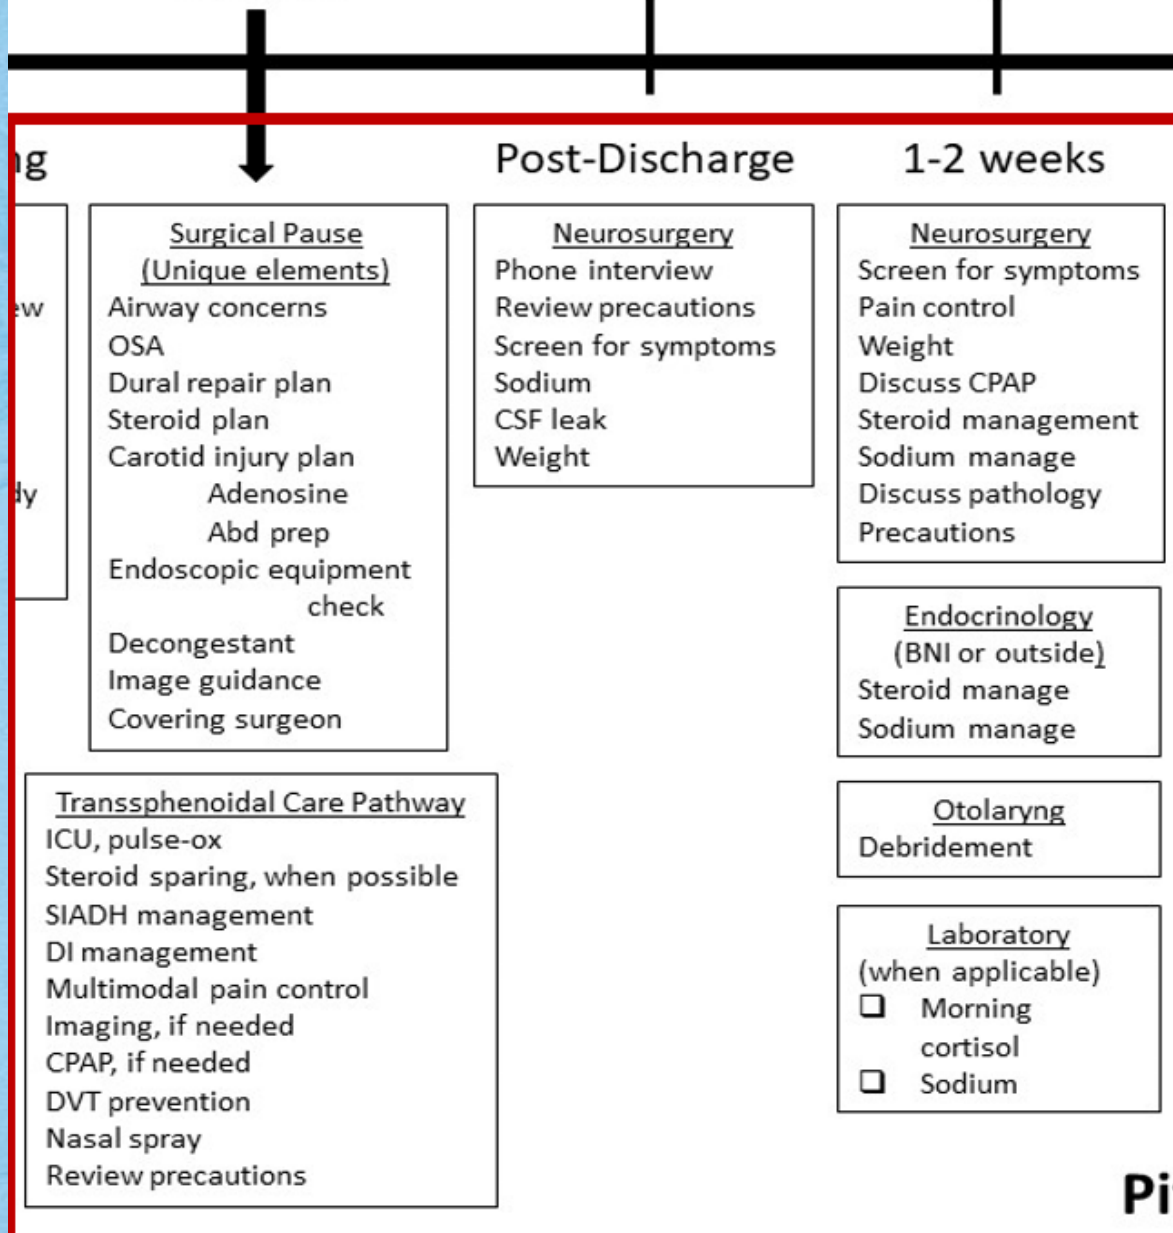 Post-Discharge
1-2 weeks
Surgical Pause
(Unique elements)
Airway concerns
OSA
Dural repair plan
Steroid plan
Carotid injury plan
Adenosine
Abd prep
Endoscopic equipment
check
Decongestant
Image guidance
Covering surgeon
Transsphenoidal Care Pathway
ICU, pulse-ox
Steroid sparing, when possible
SIADH management
DI management
Multimodal pain control
Imaging, if needed
CPAP, if needed
DVT prevention
Nasal spray
Review precautions
Neurosurgery
Phone interview
Review precautions
Screen for symptoms
Sodium
CSF leak
Weight
Neurosurgery
Screen for symptoms
Pain control
Weight
Discuss CPAP
Steroid management
Sodium manage
Discuss pathology
Precautions
Endocrinology
(BNI or outside)
Steroid manage
Sodium manage
Otolaryng
Debridement
Laboratory
(when applicable)
Morning
cortisol
Sodium